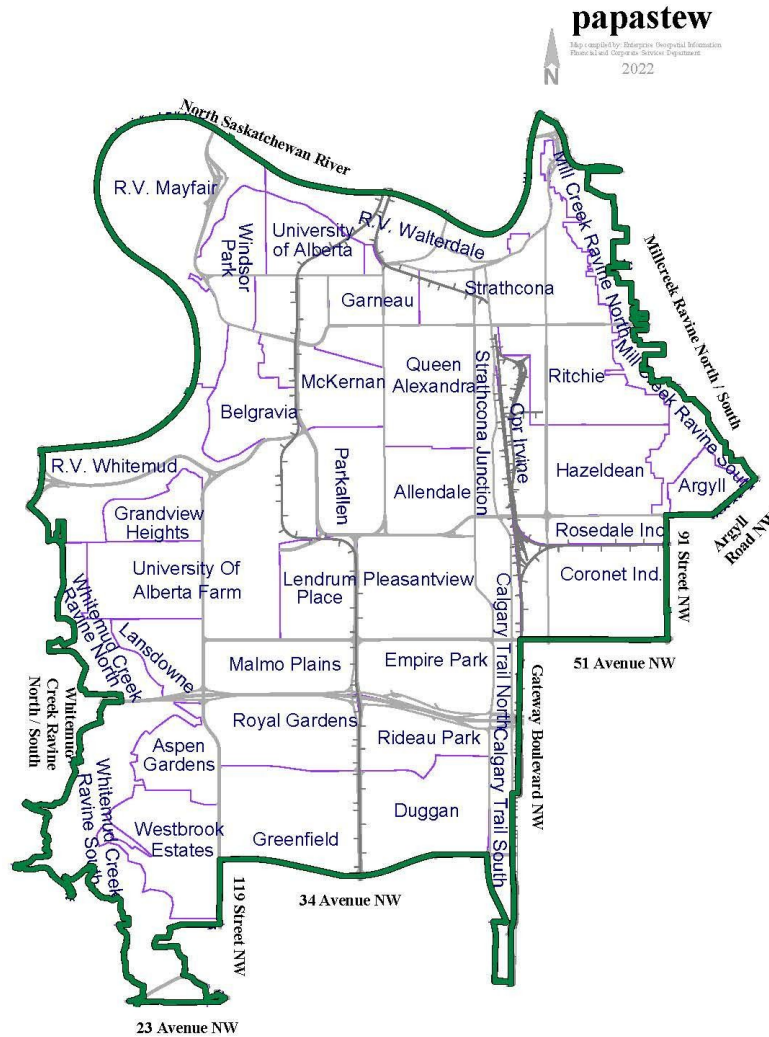 papastew
Map compiled by: Enterprise Geospatial Information
Financial and Corporate Services Department
2022
N
North Saskatchewan River
R.V. Mayfair
Windsor
Park
University
of Alberta
R.V. Walterdale
Mill Creek Ravine North
Millcreek Ravine North / South
Strathcona
Garneau
McKernan
Queen
Alexandra
Strathcona Junction
Cpr Irvine
Ritchie
Mill Creek Ravine Sout
Belgravia
R.V. Whitemud
Parkallen
Allendale
Hazeldean
Argyll
Argyll
Road NW
Grandview
Heights
Rosedale Ind.
91 Street NW
University Of
Alberta Farm
Lendrum
Place
Pleasantview
Coronet Ind.
Whitemud Creek
Ravine North
Lansdowne
Malmo Plains
Empire Park
Calgary Trail North
51 Avenue NW
Whitemud
Creek Ravine
North / South
Royal Gardens
Rideau Park
Gateway Boulevard NW
Aspen
Gardens
Calgary Trail South
Whitemud Creek
Ravine South
Westbrook
Estates
Greenfield
Duggan
119 Street NW
34 Avenue NW
23 Avenue NW